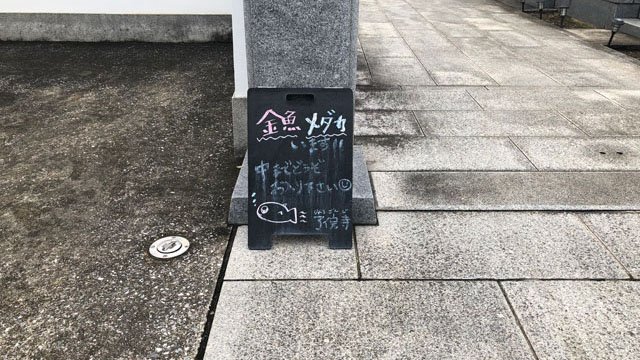 金魚 メダカ
います!!
中までどうぞ
お入り下さい